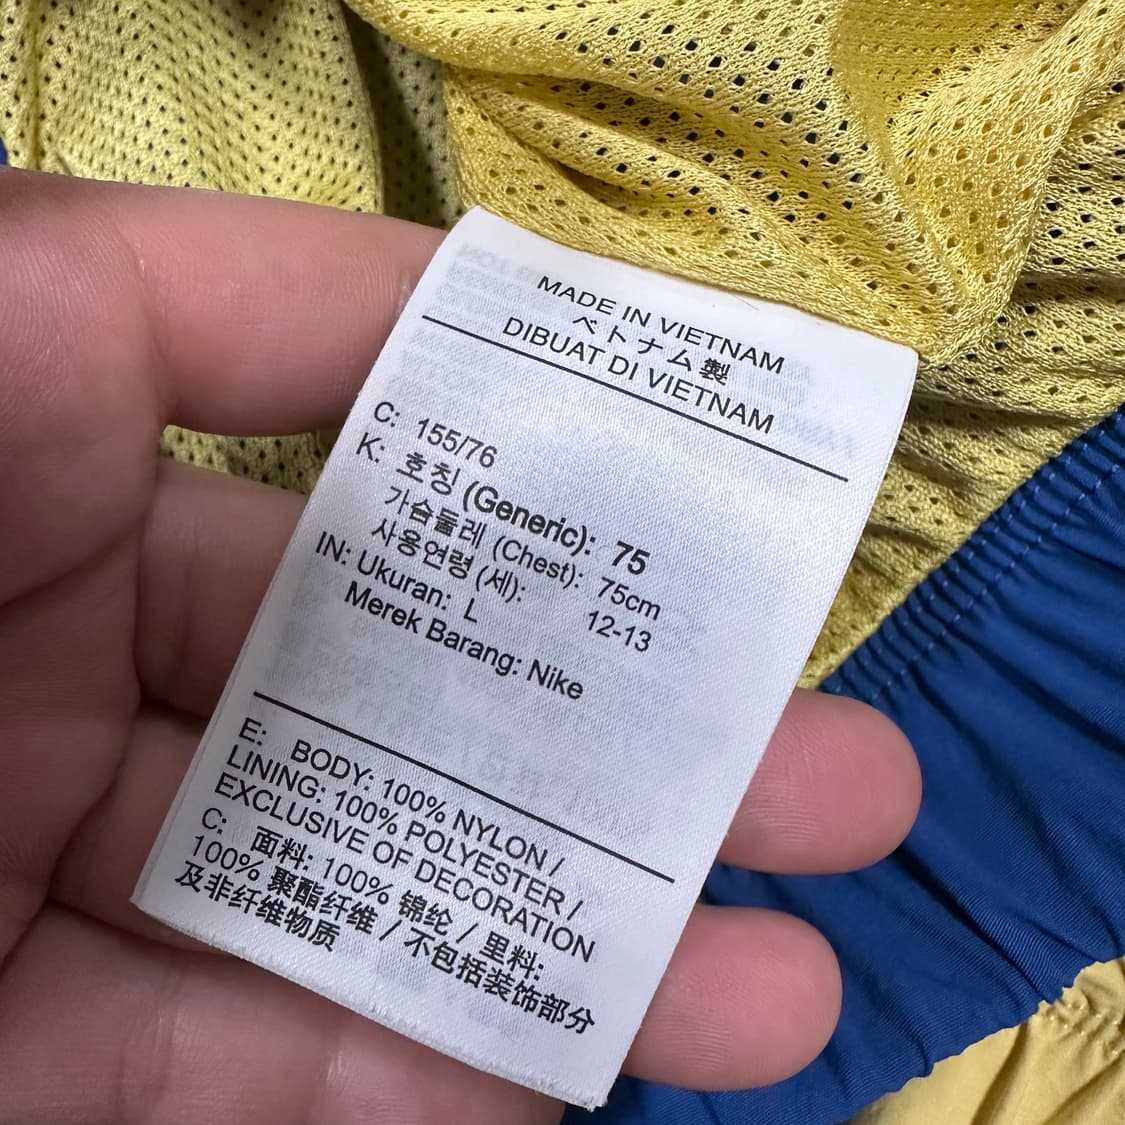 MADE IN VIETNAM
ベトナム製
DIBUAT DI VIETNAM
C: 155/76
K: 호칭 (Generic): 75
가슴둘레 (Chest): 75cm
사용연령 (세): 12-13
IN: Ukuran: L
Merek Barang: Nike
E: BODY: 100% NYLON /
LINING: 100% POLYESTER /
EXCLUSIVE OF DECORATION
C: 面料: 100% 锦纶 / 里料:
100% 聚酯纤维 / 不包括装饰部分
及非纤维物质